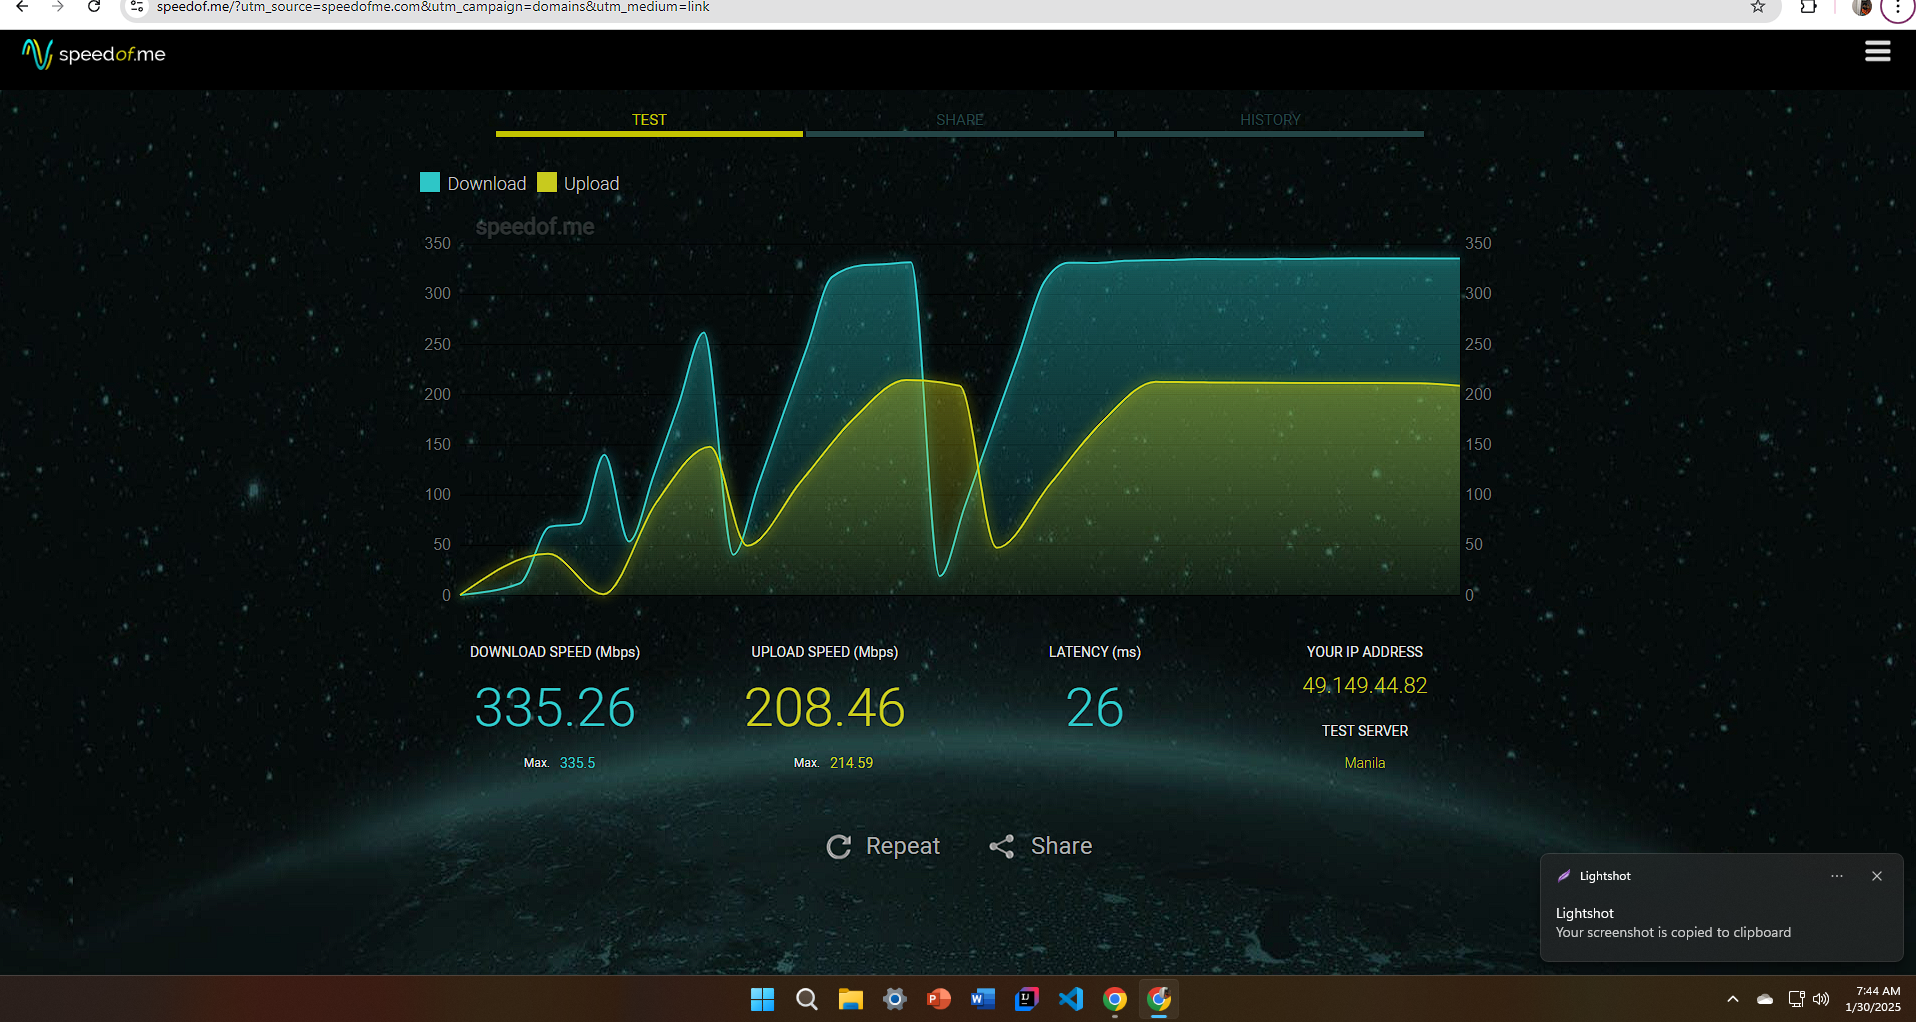 speedof.me/?utm_source=speedofme.com&utm_campaign=domains&utm_medium=link
speedof.me
TEST SHARE HISTORY
Download Upload
speedof.me
350 350
300 300
250 250
200 200
150 150
100 100
50 50
0 0
DOWNLOAD SPEED (Mbps) UPLOAD SPEED (Mbps) LATENCY (ms) YOUR IP ADDRESS
335.26 208.46 26 49.149.44.82
TEST SERVER
Max. 335.5 Max. 214.59 Manila
Repeat Share
Lightshot
Lightshot
Your screenshot is copied to clipboard
P W IJ
7:44 AM
1/30/2025